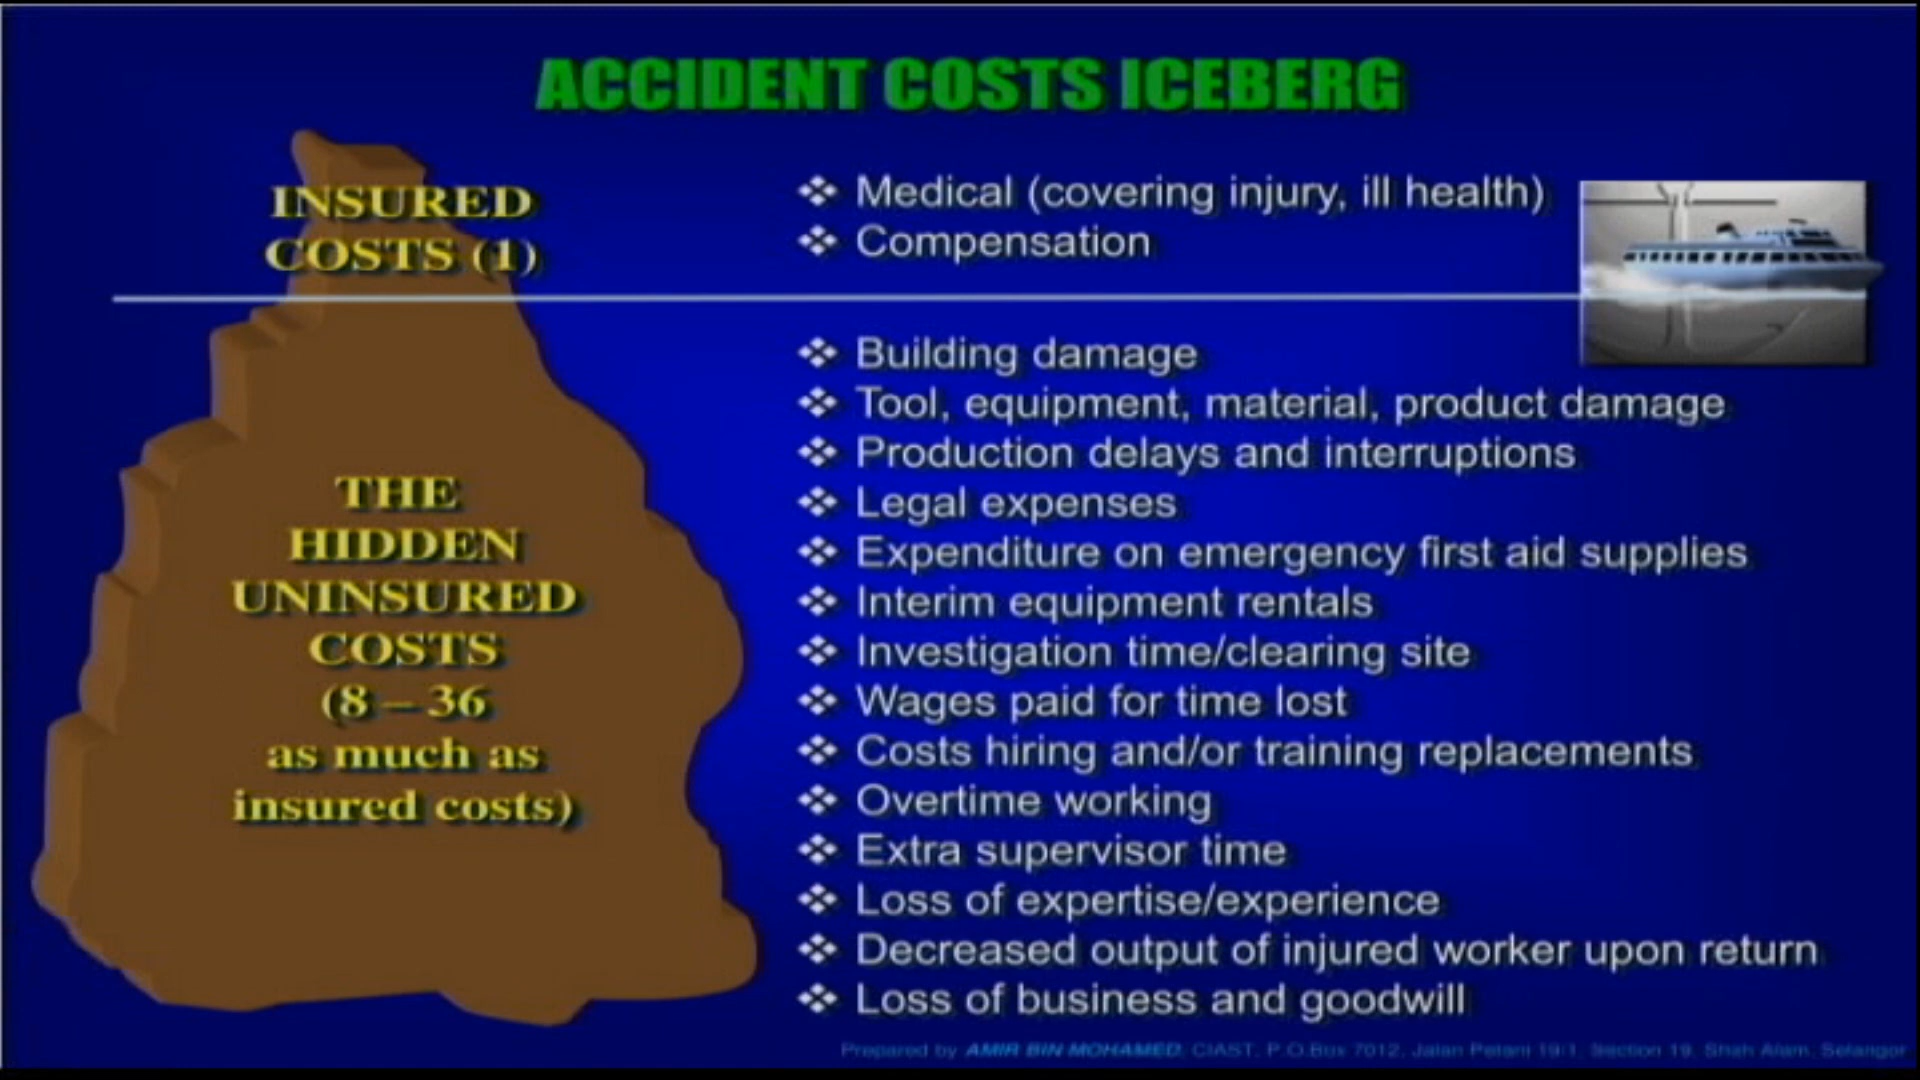 ACCIDENT COSTS ICEBERG
INSURED
COSTS (1)
❖ Medical (covering injury, ill health)
❖ Compensation
THE
HIDDEN
UNINSURED
COSTS
(8 – 36
as much as
insured costs)
❖ Building damage
❖ Tool, equipment, material, product damage
❖ Production delays and interruptions
❖ Legal expenses
❖ Expenditure on emergency first aid supplies
❖ Interim equipment rentals
❖ Investigation time/clearing site
❖ Wages paid for time lost
❖ Costs hiring and/or training replacements
❖ Overtime working
❖ Extra supervisor time
❖ Loss of expertise/experience
❖ Decreased output of injured worker upon return
❖ Loss of business and goodwill
Prepared by AMIR BIN MOHAMED, CIAST, P.O.Box 7012, Jalan Petani 19/1, Section 19, Shah Alam, Selangor